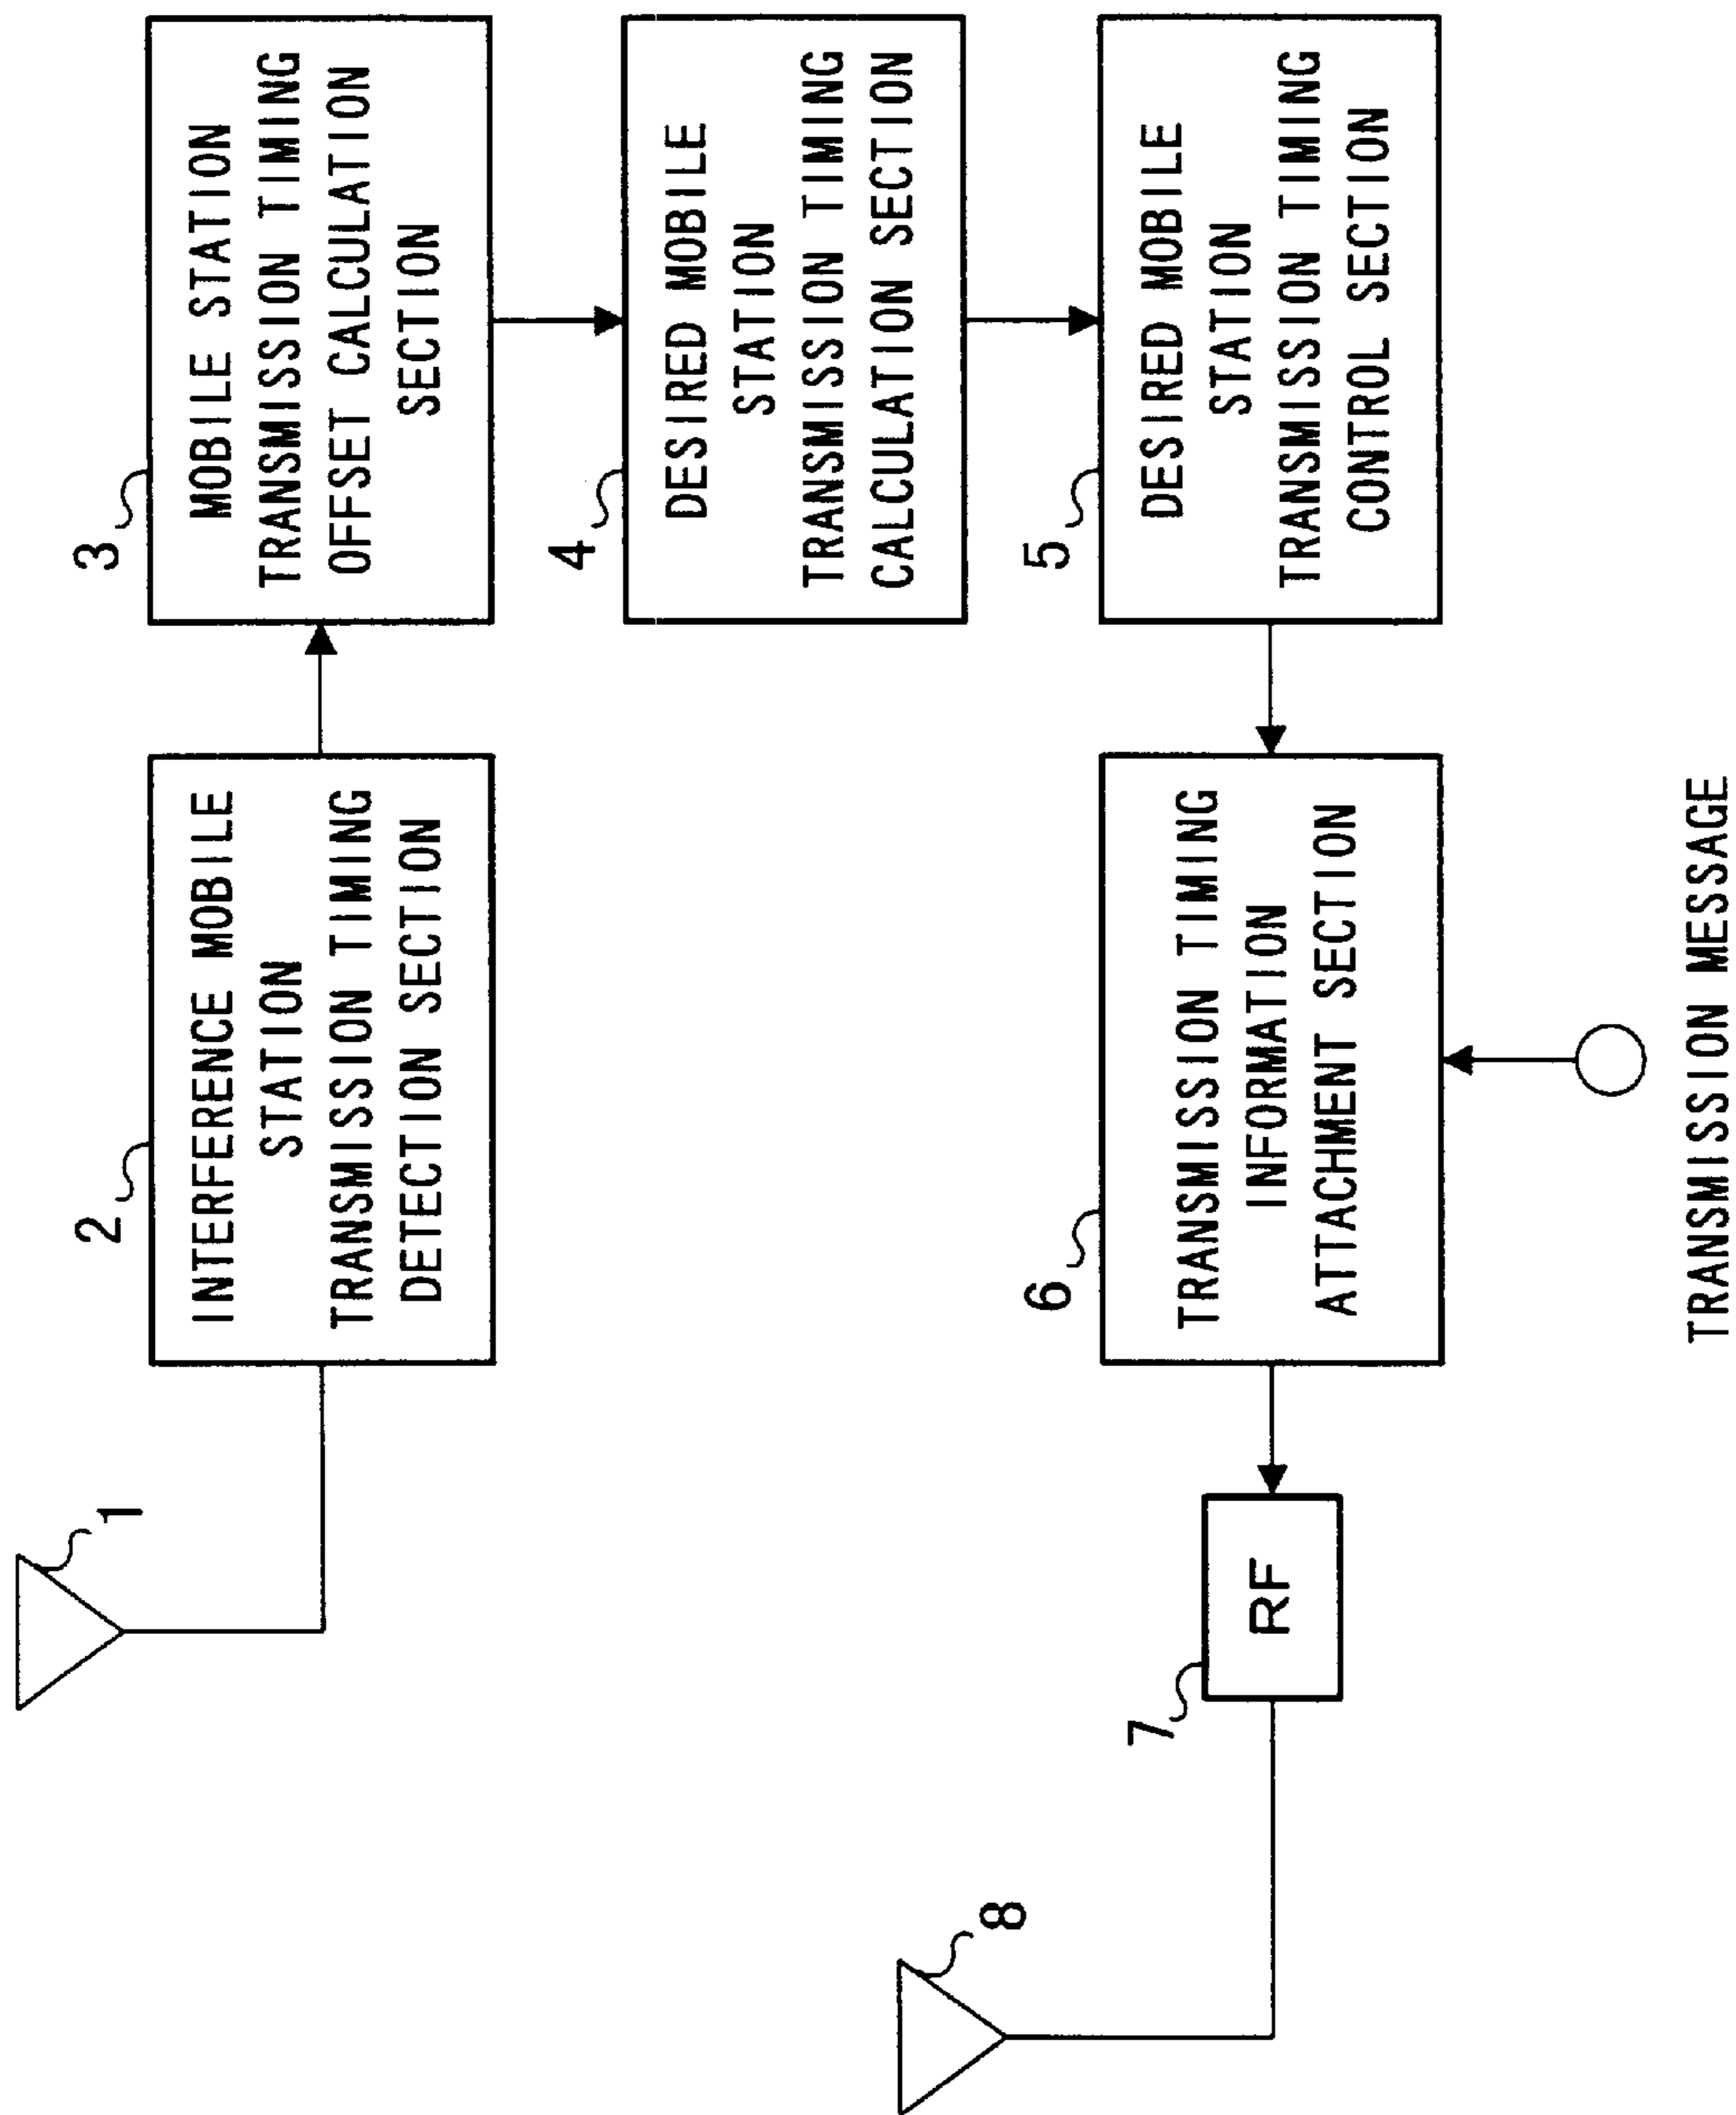 1
2
INTERFERENCE MOBILE
STATION
TRANSMISSION TIMING
DETECTION SECTION
3
MOBILE STATION
TRANSMISSION TIMING
OFFSET CALCULATION
SECTION
4
DESIRED MOBILE
STATION
TRANSMISSION TIMING
CALCULATION SECTION
5
DESIRED MOBILE
STATION
TRANSMISSION TIMING
CONTROL SECTION
6
TRANSMISSION TIMING
INFORMATION
ATTACHMENT SECTION
7
RF
8
TRANSMISSION MESSAGE